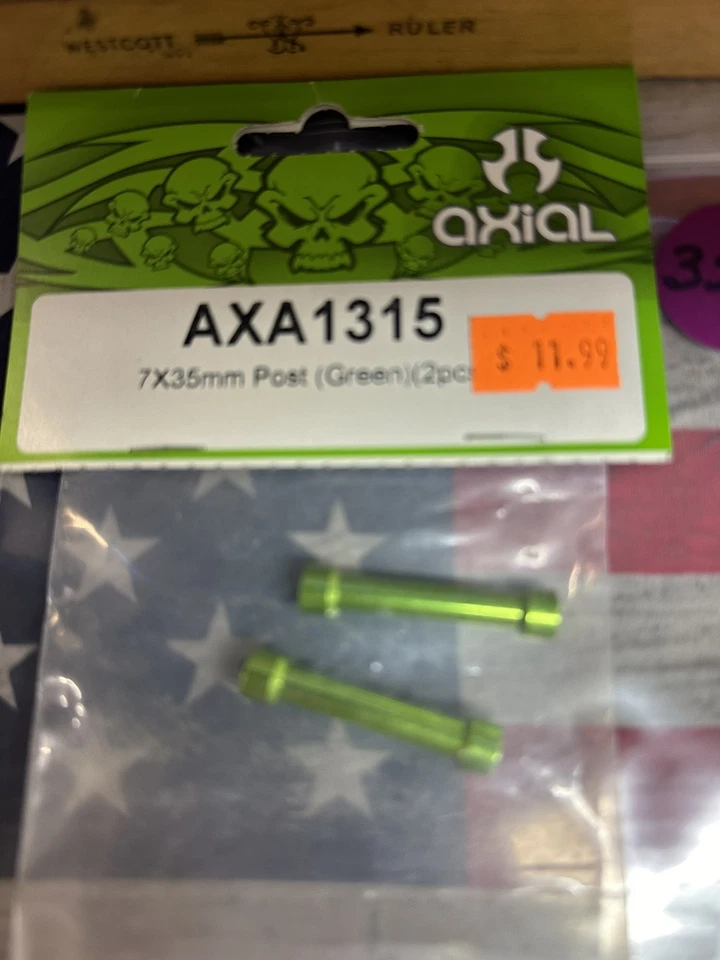 WESTCOTT RULER
axial
AXA1315
7X35mm Post (Green)(2pcs
$ 11.99